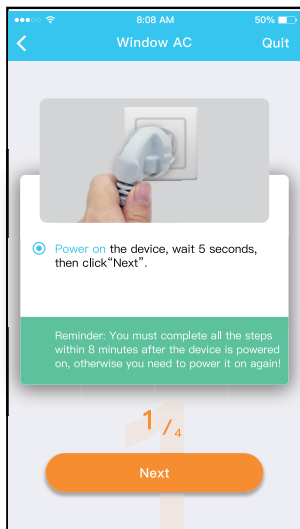 8:08 AM
50%
Window AC
Quit
Power on the device, wait 5 seconds,
then click“Next”.
Reminder: You must complete all the steps
within 8 minutes after the device is powered
on, otherwise you need to power it on again!
1/4
Next